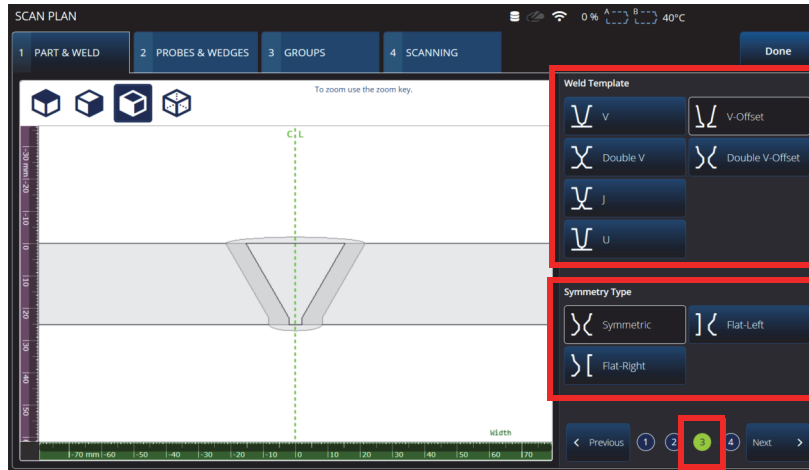 SCAN PLAN
0 % A B 40°C
1 PART & WELD 2 PROBES & WEDGES 3 GROUPS 4 SCANNING Done
To zoom use the zoom key.
Weld Template
V V-Offset
Double V Double V-Offset
J
U
Symmetry Type
Symmetric Flat-Left
Flat-Right
Previous 1 2 3 4 Next
C L
-30 mm -20 -10 0 10 20 30 40 50
Width
-70 mm -60 -50 -40 -30 -20 -10 0 10 20 30 40 50 60 70